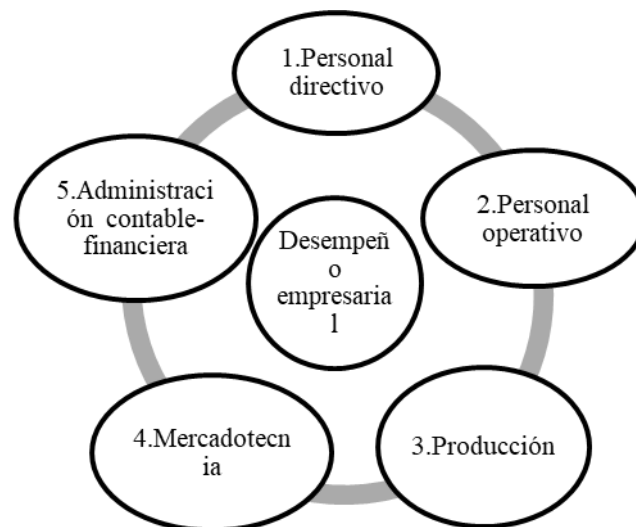 1.Personal
directivo
2.Personal
operativo
3.Producción
4.Mercadotecn
ia
5.Administraci
ón contable-
financiera
Desempeñ
o
empresaria
l